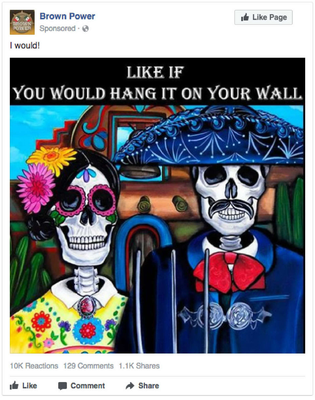 Brown Power
Like Page
Sponsored ·
I would!
LIKE IF
YOU WOULD HANG IT ON YOUR WALL
10K Reactions 129 Comments 1.1K Shares
Like Comment Share